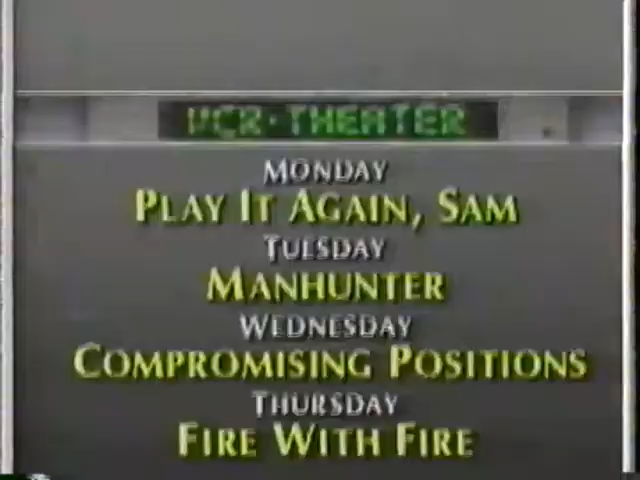 VCR·THEATER
MONDAY
PLAY IT AGAIN, SAM
TUESDAY
MANHUNTER
WEDNESDAY
COMPROMISING POSITIONS
THURSDAY
FIRE WITH FIRE